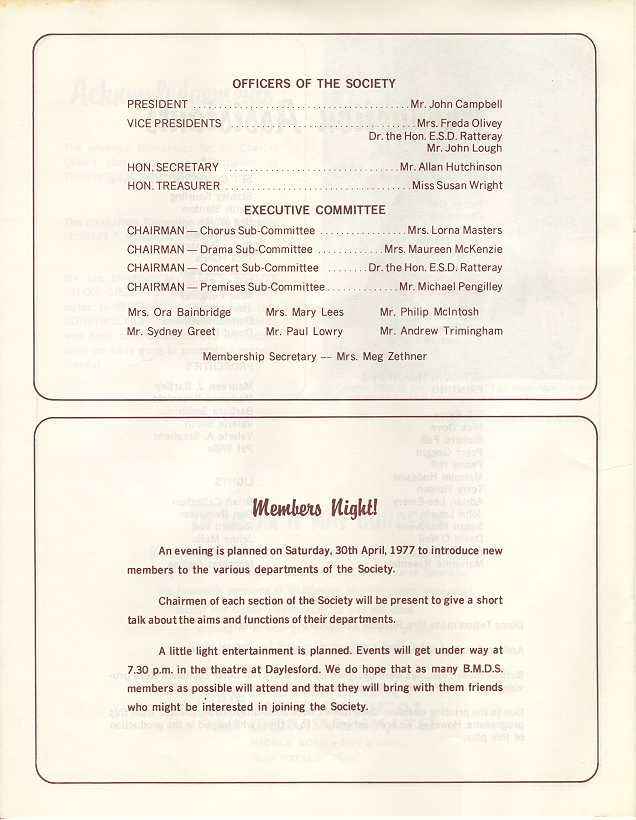 OFFICERS OF THE SOCIETY
PRESIDENT ........................................ Mr. John Campbell
VICE PRESIDENTS .................................. Mrs. Freda Olivey
Dr. the Hon. E.S.D. Ratteray
Mr. John Lough
HON. SECRETARY ................................ Mr. Allan Hutchinson
HON. TREASURER .................................. Miss Susan Wright
EXECUTIVE COMMITTEE
CHAIRMAN — Chorus Sub-Committee ................ Mrs. Lorna Masters
CHAIRMAN — Drama Sub-Committee ............ Mrs. Maureen McKenzie
CHAIRMAN — Concert Sub-Committee ........ Dr. the Hon. E.S.D. Ratteray
CHAIRMAN — Premises Sub-Committee ............. Mr. Michael Pengilley
Mrs. Ora Bainbridge Mrs. Mary Lees Mr. Philip McIntosh
Mr. Sydney Greet Mr. Paul Lowry Mr. Andrew Trimingham
Membership Secretary — Mrs. Meg Zethner
Members Night!
An evening is planned on Saturday, 30th April, 1977 to introduce new
members to the various departments of the Society.
Chairmen of each section of the Society will be present to give a short
talk about the aims and functions of their departments.
A little light entertainment is planned. Events will get under way at
7.30 p.m. in the theatre at Daylesford. We do hope that as many B.M.D.S.
members as possible will attend and that they will bring with them friends
who might be interested in joining the Society.